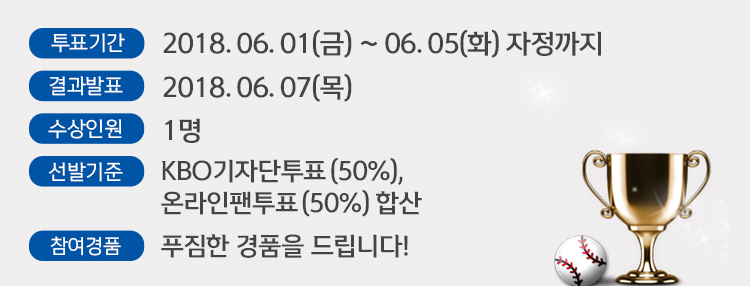 투표기간 2018. 06. 01(금) ~ 06. 05(화) 자정까지
결과발표 2018. 06. 07(목)
수상인원 1명
선발기준 KBO기자단투표(50%),
온라인팬투표(50%) 합산
참여경품 푸짐한 경품을 드립니다!